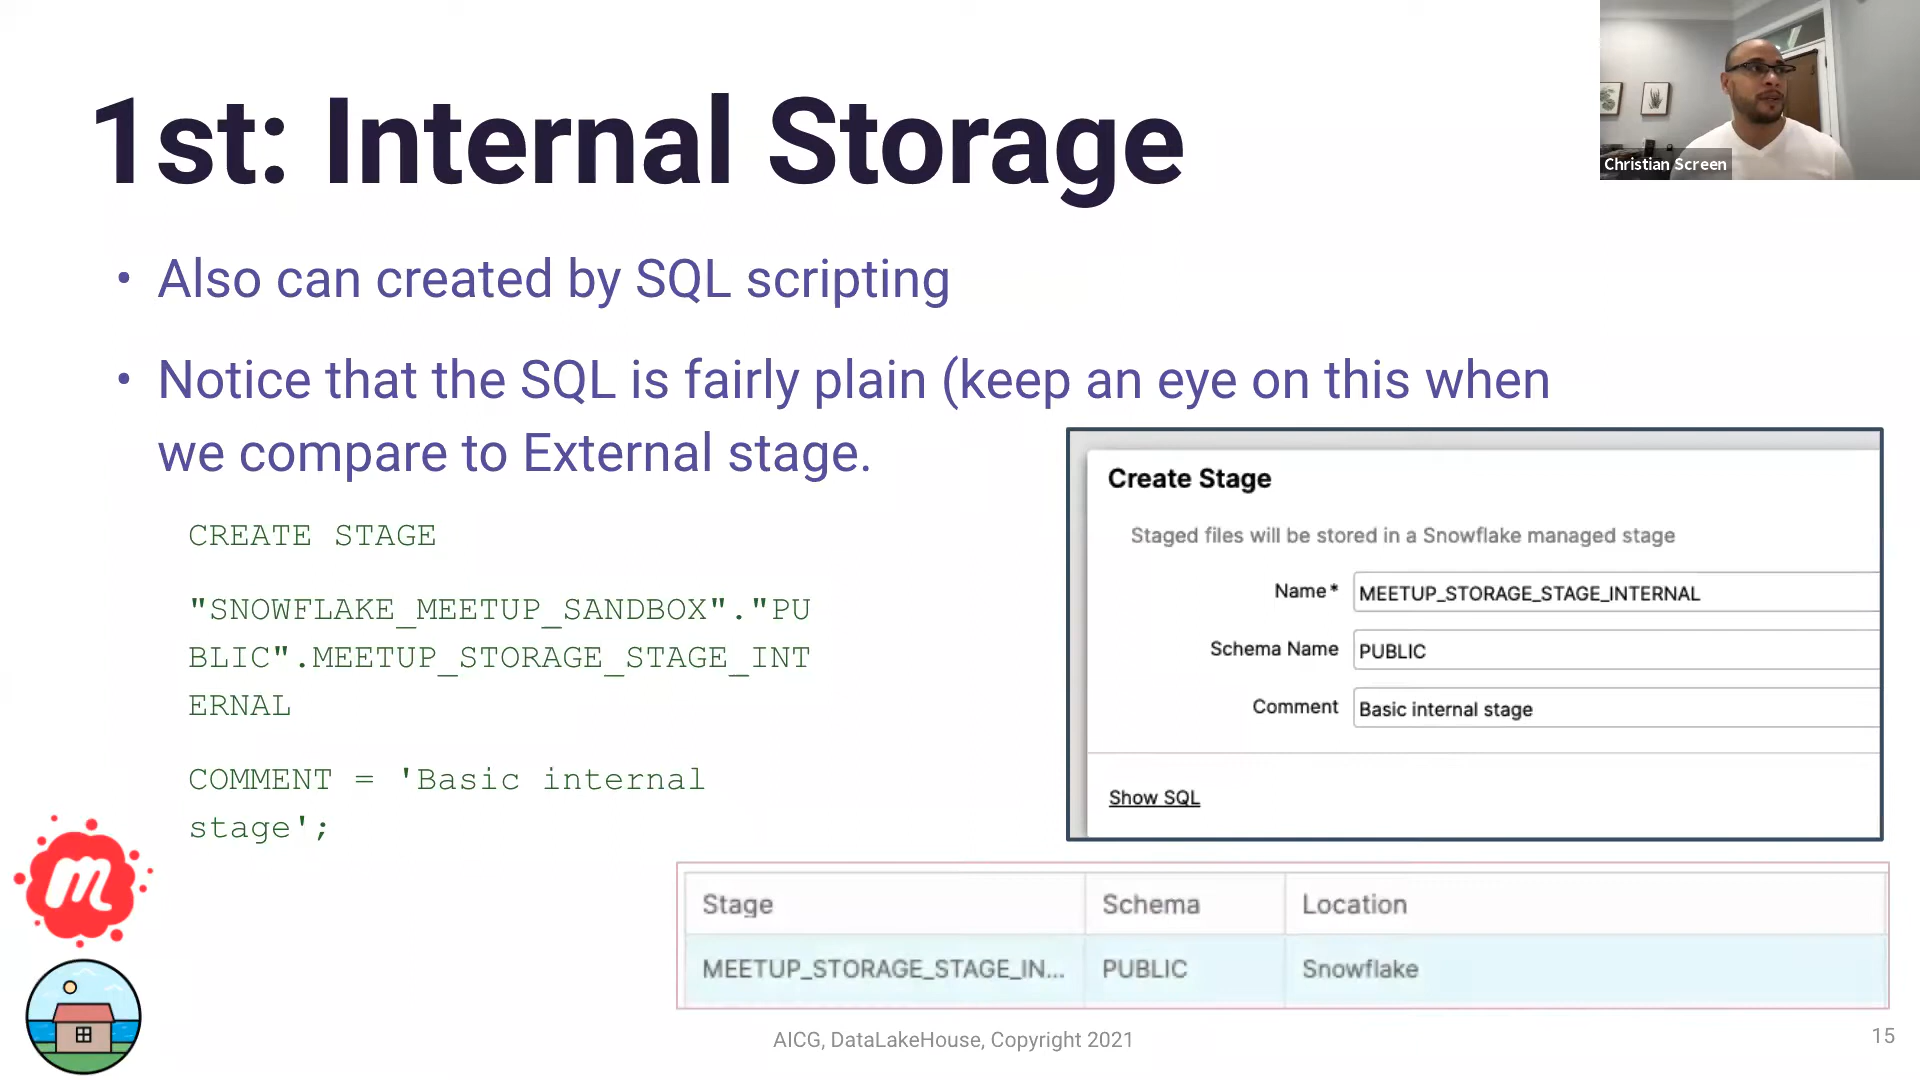 1st: Internal Storage
Christian Screen
• Also can created by SQL scripting
• Notice that the SQL is fairly plain (keep an eye on this when
we compare to External stage.
CREATE STAGE
"SNOWFLAKE_MEETUP_SANDBOX"."PU
BLIC".MEETUP_STORAGE_STAGE_INT
ERNAL
COMMENT = 'Basic internal
stage';
Create Stage
Staged files will be stored in a Snowflake managed stage
Name* MEETUP_STORAGE_STAGE_INTERNAL
Schema Name PUBLIC
Comment Basic internal stage
Show SQL
Stage Schema Location
MEETUP_STORAGE_STAGE_IN... PUBLIC Snowflake
m
AICG, DataLakeHouse, Copyright 2021
15